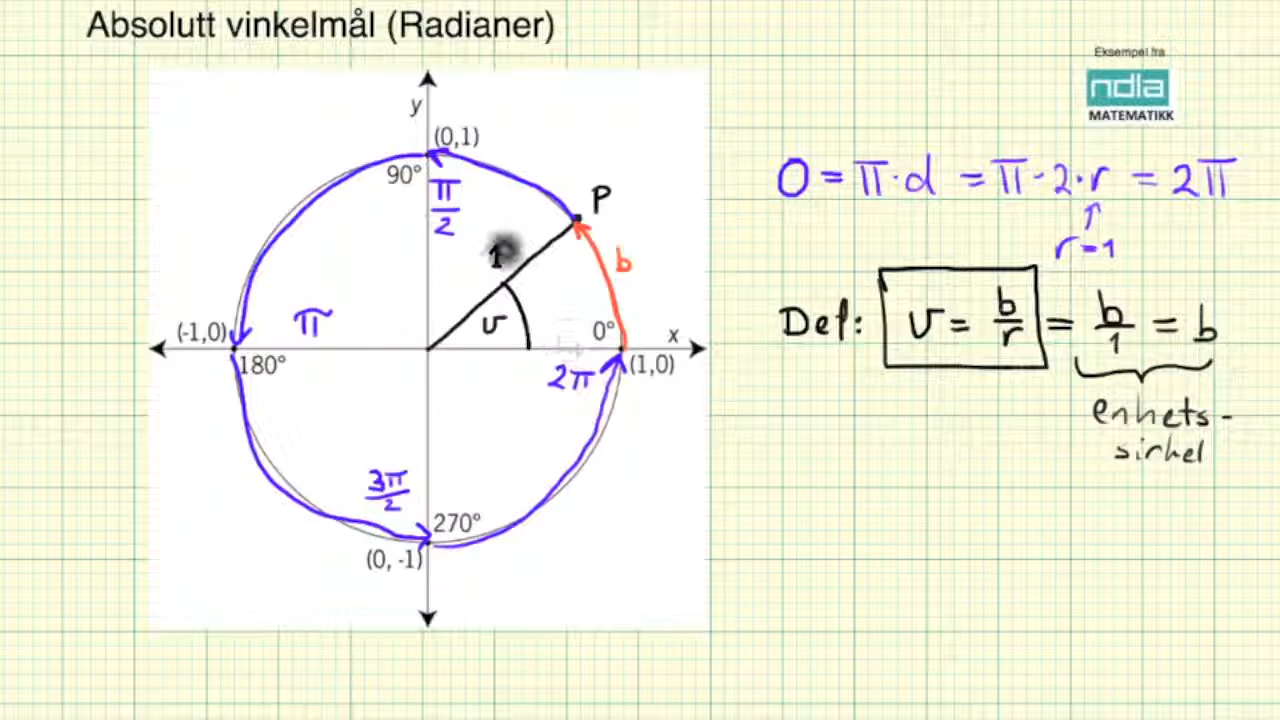 Absolutt vinkelmål (Radianer)
Eksempel fra
ndla
MATEMATIKK
y
(0,1)
90°
π/2
P
1
b
v
(-1,0)
π
0°
x
180°
2π
(1,0)
3π/2
270°
(0, -1)
O = π·d = π·2·r = 2π
r=1
Def: v = b/r = b/1 = b
enhets-
sirkel